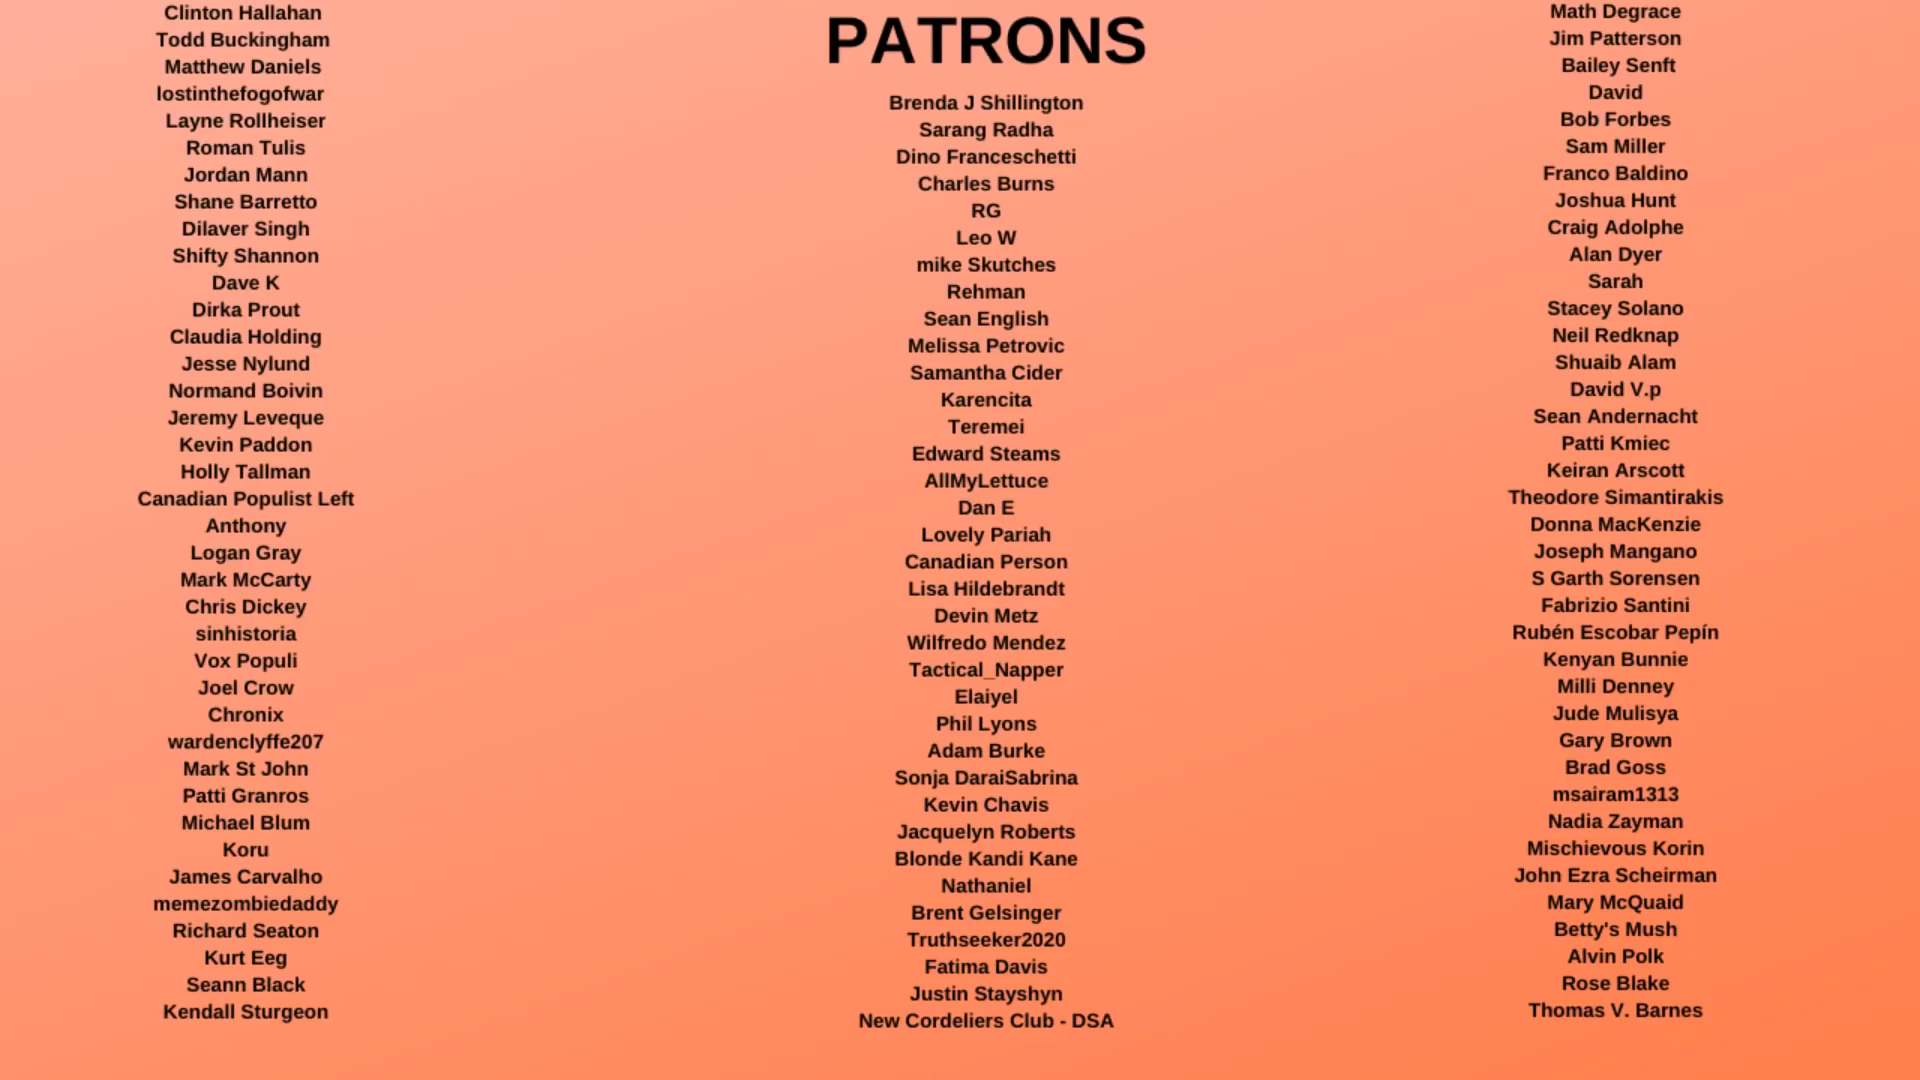 Clinton Hallahan
Todd Buckingham
Matthew Daniels
lostinthefogofwar
Layne Rollheiser
Roman Tulis
Jordan Mann
Shane Barretto
Dilaver Singh
Shifty Shannon
Dave K
Dirka Prout
Claudia Holding
Jesse Nylund
Normand Boivin
Jeremy Leveque
Kevin Paddon
Holly Tallman
Canadian Populist Left
Anthony
Logan Gray
Mark McCarty
Chris Dickey
sinhistoria
Vox Populi
Joel Crow
Chronix
wardenclyffe207
Mark St John
Patti Granros
Michael Blum
Koru
James Carvalho
memezombiedaddy
Richard Seaton
Kurt Eeg
Seann Black
Kendall Sturgeon
PATRONS
Brenda J Shillington
Sarang Radha
Dino Franceschetti
Charles Burns
RG
Leo W
mike Skutches
Rehman
Sean English
Melissa Petrovic
Samantha Cider
Karencita
Teremei
Edward Steams
AllMyLettuce
Dan E
Lovely Pariah
Canadian Person
Lisa Hildebrandt
Devin Metz
Wilfredo Mendez
Tactical_Napper
Elaiyel
Phil Lyons
Adam Burke
Sonja DaraiSabrina
Kevin Chavis
Jacquelyn Roberts
Blonde Kandi Kane
Nathaniel
Brent Gelsinger
Truthseeker2020
Fatima Davis
Justin Stayshyn
New Cordeliers Club - DSA
Math Degrace
Jim Patterson
Bailey Senft
David
Bob Forbes
Sam Miller
Franco Baldino
Joshua Hunt
Craig Adolphe
Alan Dyer
Sarah
Stacey Solano
Neil Redknap
Shuaib Alam
David V.p
Sean Andernacht
Patti Kmiec
Keiran Arscott
Theodore Simantirakis
Donna MacKenzie
Joseph Mangano
S Garth Sorensen
Fabrizio Santini
Rubén Escobar Pepín
Kenyan Bunnie
Milli Denney
Jude Mulisya
Gary Brown
Brad Goss
msairam1313
Nadia Zayman
Mischievous Korin
John Ezra Scheirman
Mary McQuaid
Betty's Mush
Alvin Polk
Rose Blake
Thomas V. Barnes